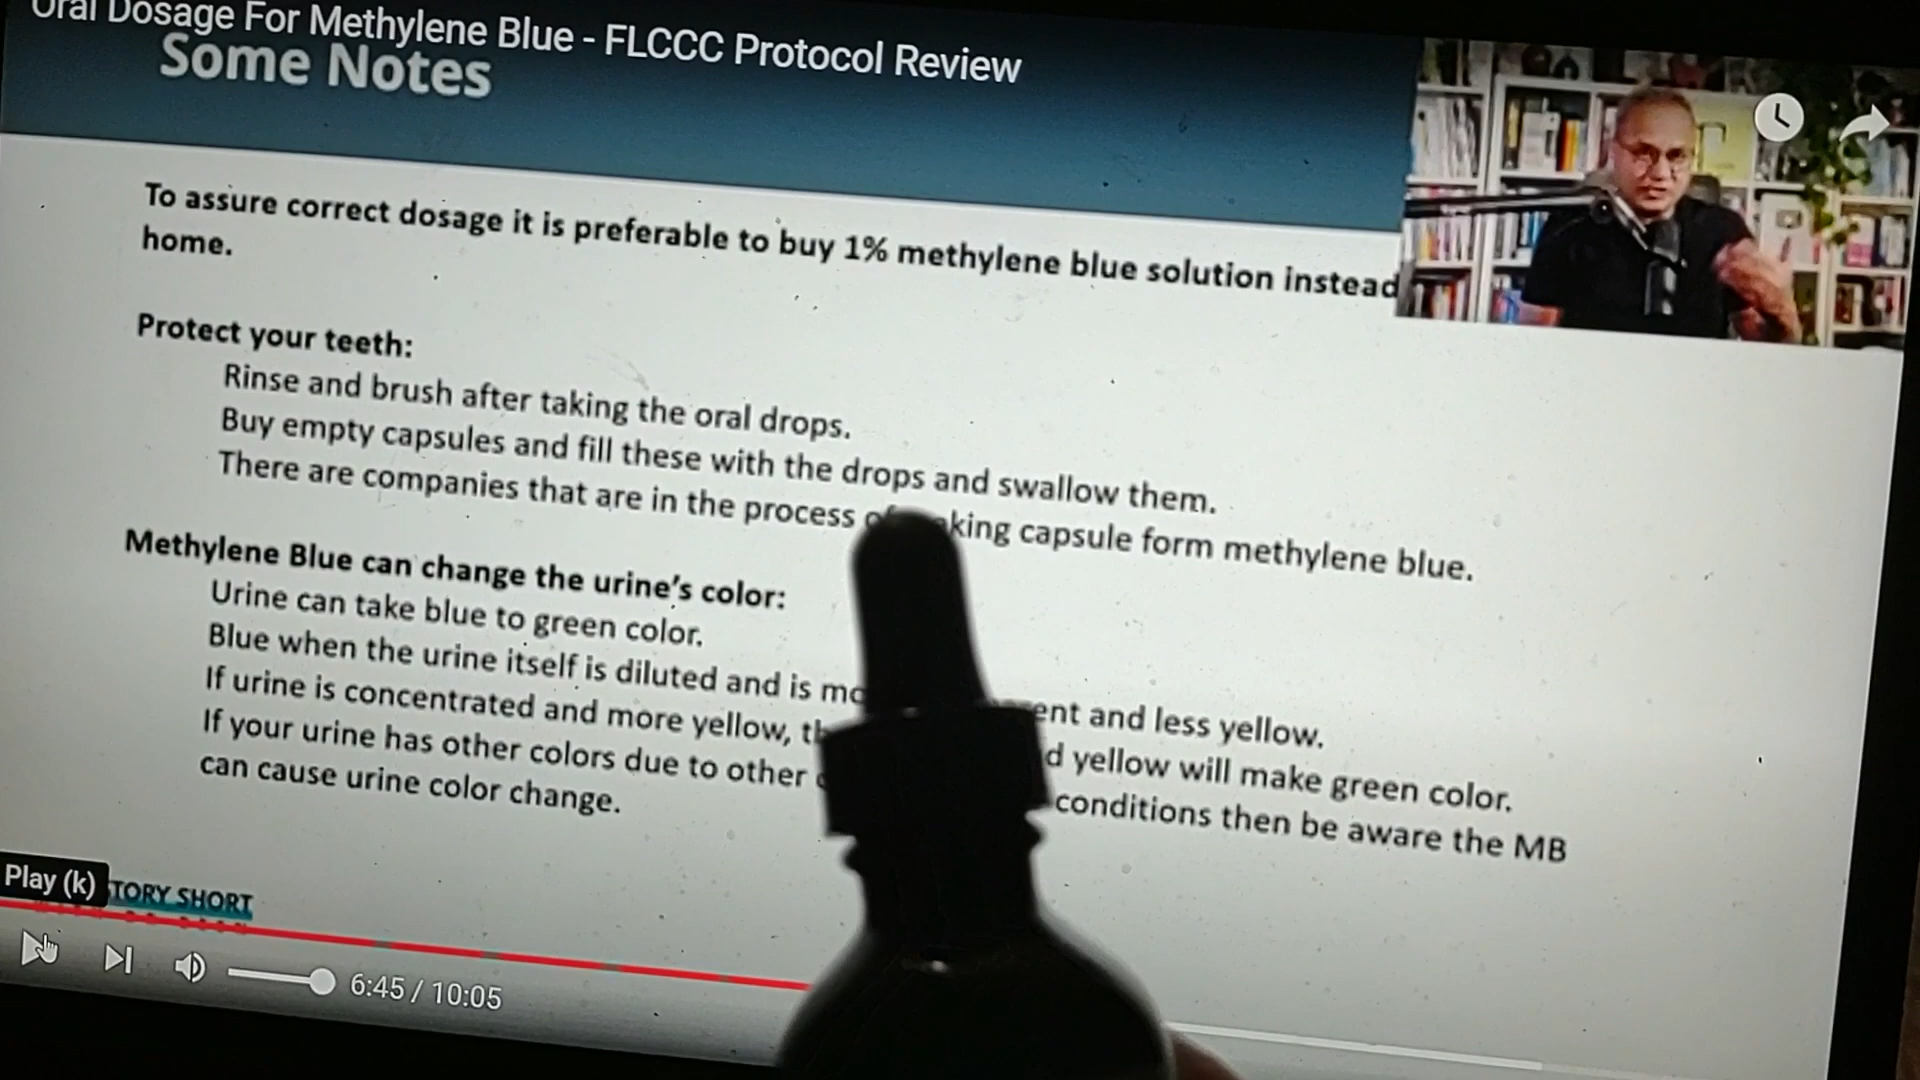 Oral Dosage For Methylene Blue - FLCCC Protocol Review
Some Notes
To assure correct dosage it is preferable to buy 1% methylene blue solution instead
home.
Protect your teeth:
Rinse and brush after taking the oral drops.
Buy empty capsules and fill these with the drops and swallow them.
There are companies that are in the process capsule form methylene blue.
Methylene Blue can change the urine's color:
Urine can take blue to green color.
Blue when the urine itself is diluted and is and less yellow.
If urine is concentrated and more yellow, yellow will make green color.
If your urine has other colors due to other conditions then be aware the MB
can cause urine color change.
Play (k)
TORY SHORT
6:45 / 10:05